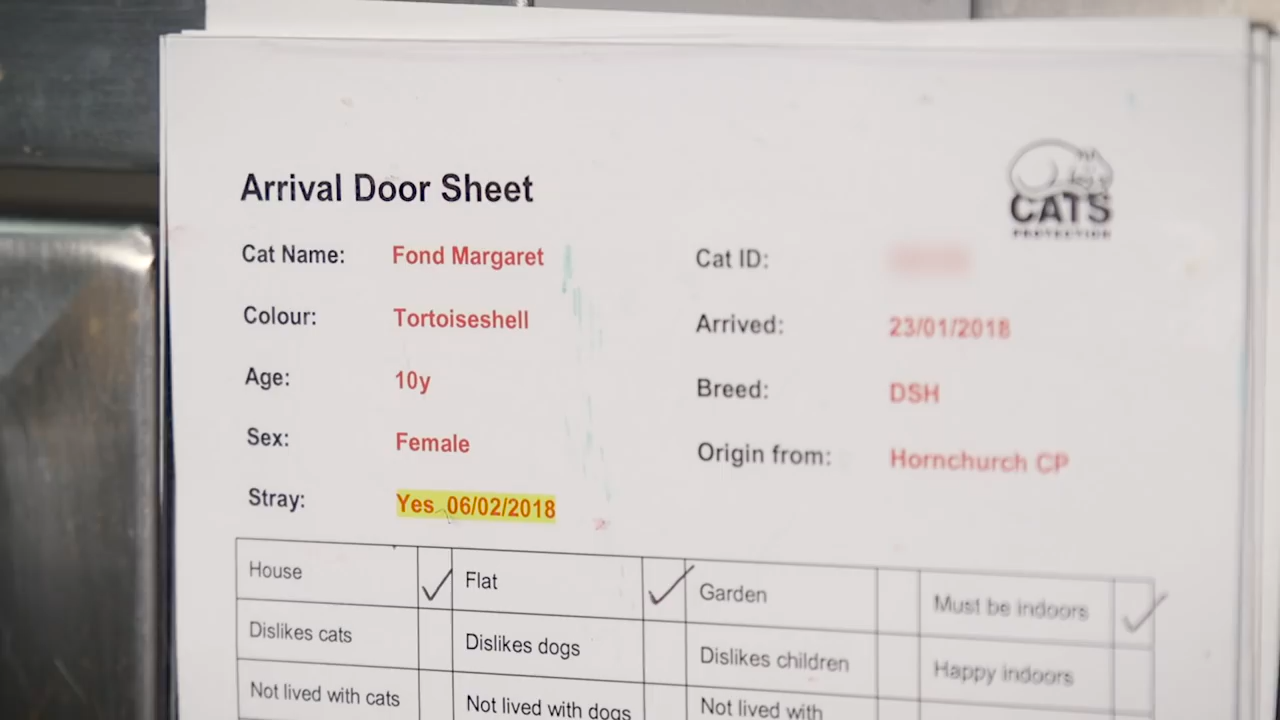 Arrival Door Sheet
CATS
PROTECTION
Cat Name: Fond Margaret Cat ID:
Colour: Tortoiseshell Arrived: 23/01/2018
Age: 10y Breed: DSH
Sex: Female Origin from: Hornchurch CP
Stray: Yes 06/02/2018
House Flat Garden Must be indoors
Dislikes cats Dislikes dogs Dislikes children Happy indoors
Not lived with cats Not lived with dogs Not lived with